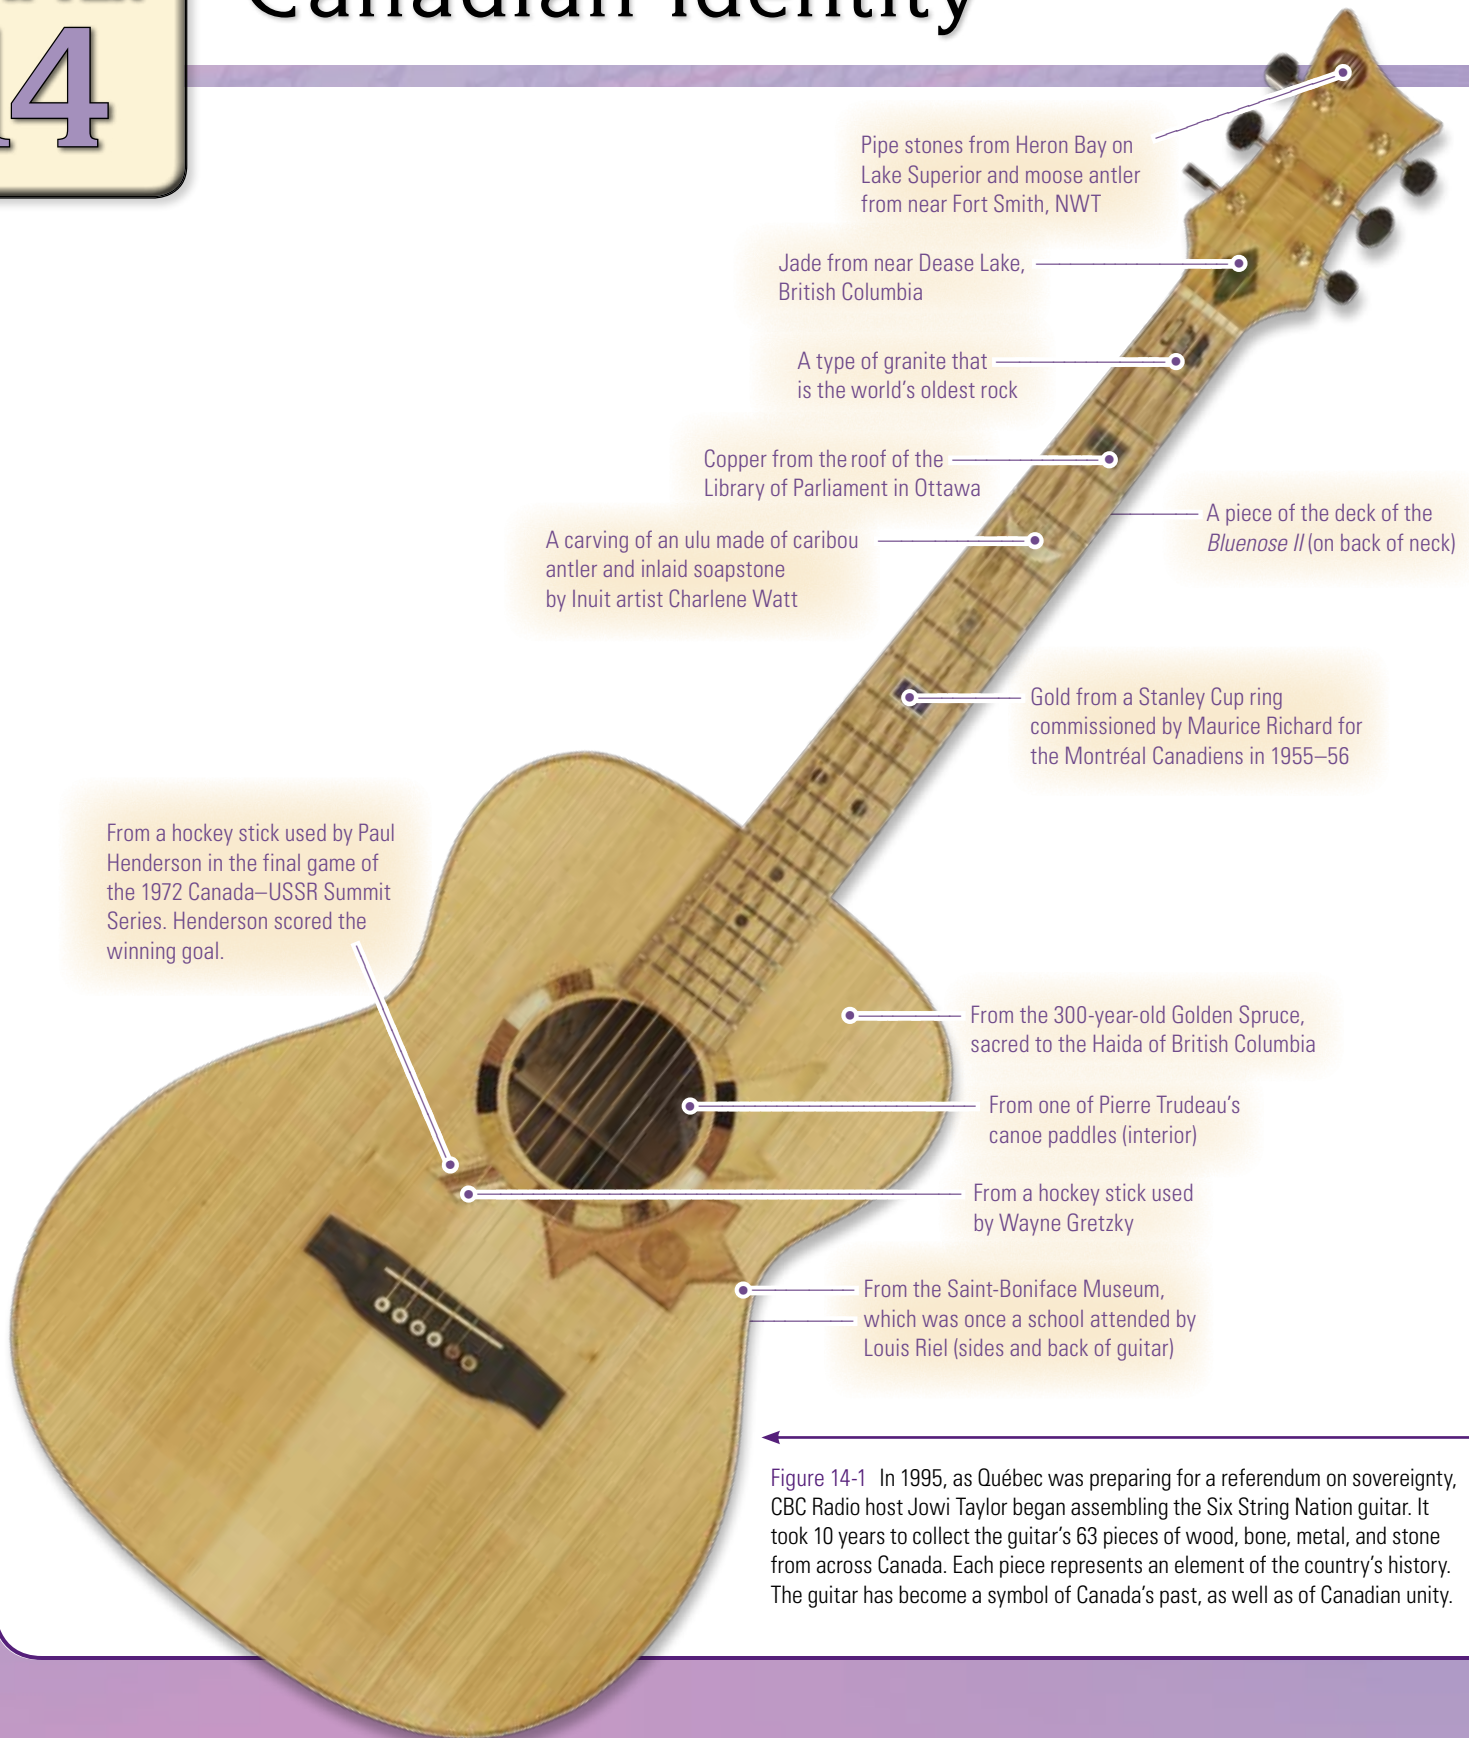 Canadian Identity
14
Pipe stones from Heron Bay on
Lake Superior and moose antler
from near Fort Smith, NWT
Jade from near Dease Lake,
British Columbia
A type of granite that
is the world's oldest rock
Copper from the roof of the
Library of Parliament in Ottawa
A piece of the deck of the
Bluenose II (on back of neck)
A carving of an ulu made of caribou
antler and inlaid soapstone
by Inuit artist Charlene Watt
Gold from a Stanley Cup ring
commissioned by Maurice Richard for
the Montréal Canadiens in 1955–56
From a hockey stick used by Paul
Henderson in the final game of
the 1972 Canada–USSR Summit
Series. Henderson scored the
winning goal.
From the 300-year-old Golden Spruce,
sacred to the Haida of British Columbia
From one of Pierre Trudeau's
canoe paddles (interior)
From a hockey stick used
by Wayne Gretzky
From the Saint-Boniface Museum,
which was once a school attended by
Louis Riel (sides and back of guitar)
Figure 14-1 In 1995, as Québec was preparing for a referendum on sovereignty,
CBC Radio host Jowi Taylor began assembling the Six String Nation guitar. It
took 10 years to collect the guitar's 63 pieces of wood, bone, metal, and stone
from across Canada. Each piece represents an element of the country's history.
The guitar has become a symbol of Canada's past, as well as of Canadian unity.